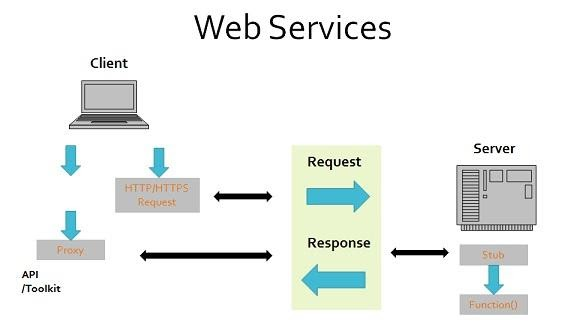 Web Services
Client
Server
Request
HTTP/HTTPS
Request
Response
Proxy
Stub
API
/Toolkit
Function()